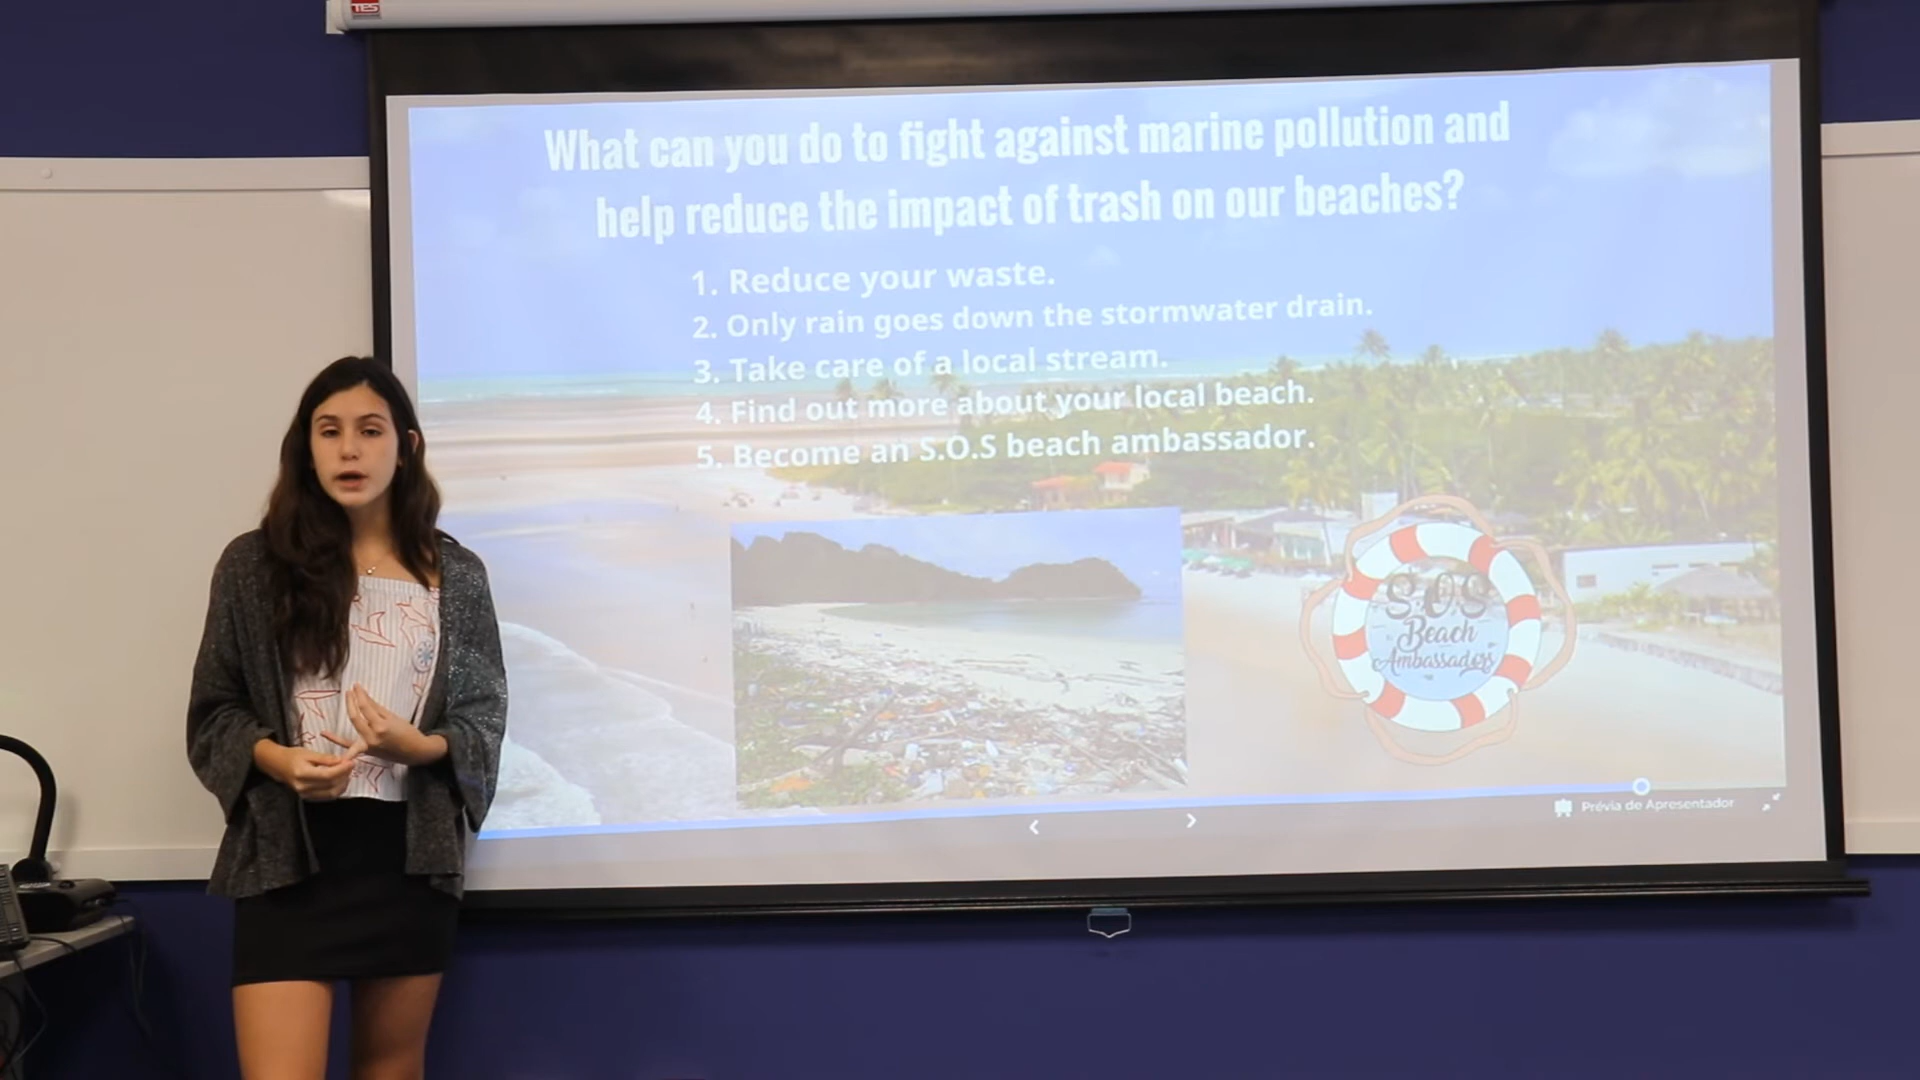 TES
What can you do to fight against marine pollution and
help reduce the impact of trash on our beaches?
1. Reduce your waste.
2. Only rain goes down the stormwater drain.
3. Take care of a local stream.
4. Find out more about your local beach.
5. Become an S.O.S beach ambassador.
S.O.S
Beach
Ambassadors
Prévia de Apresentador